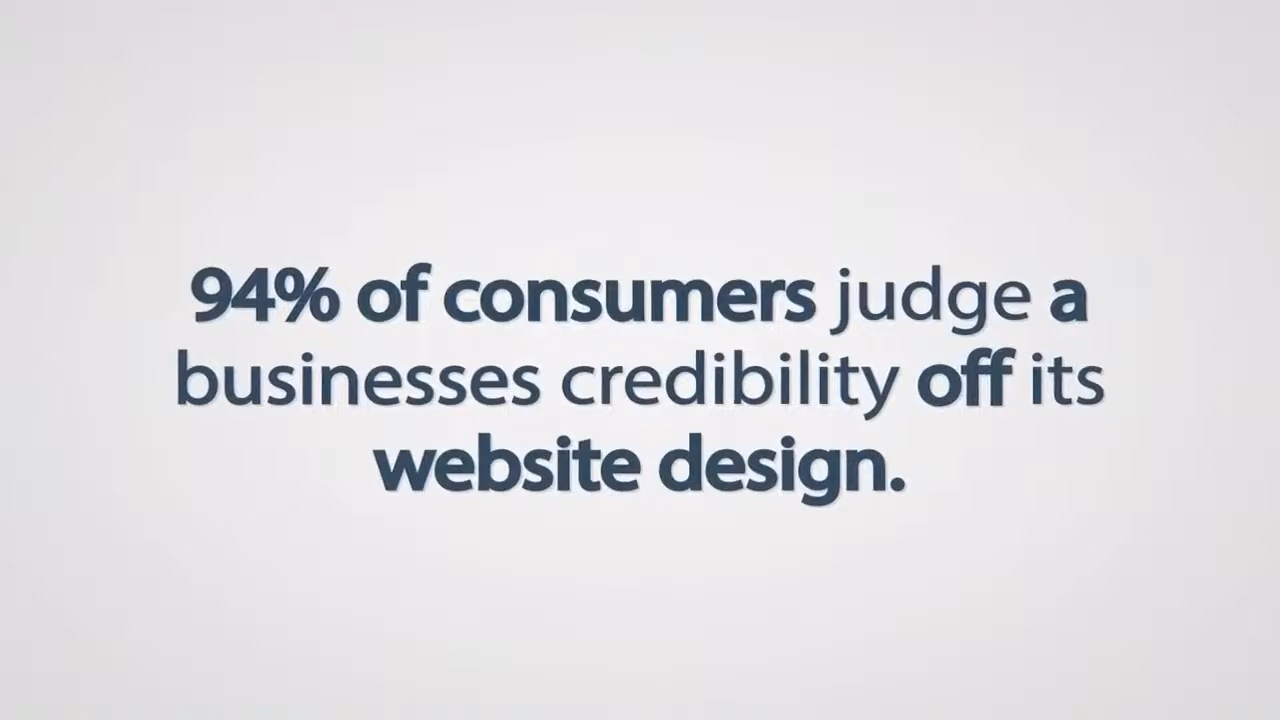 94% of consumers judge a
businesses credibility off its
website design.